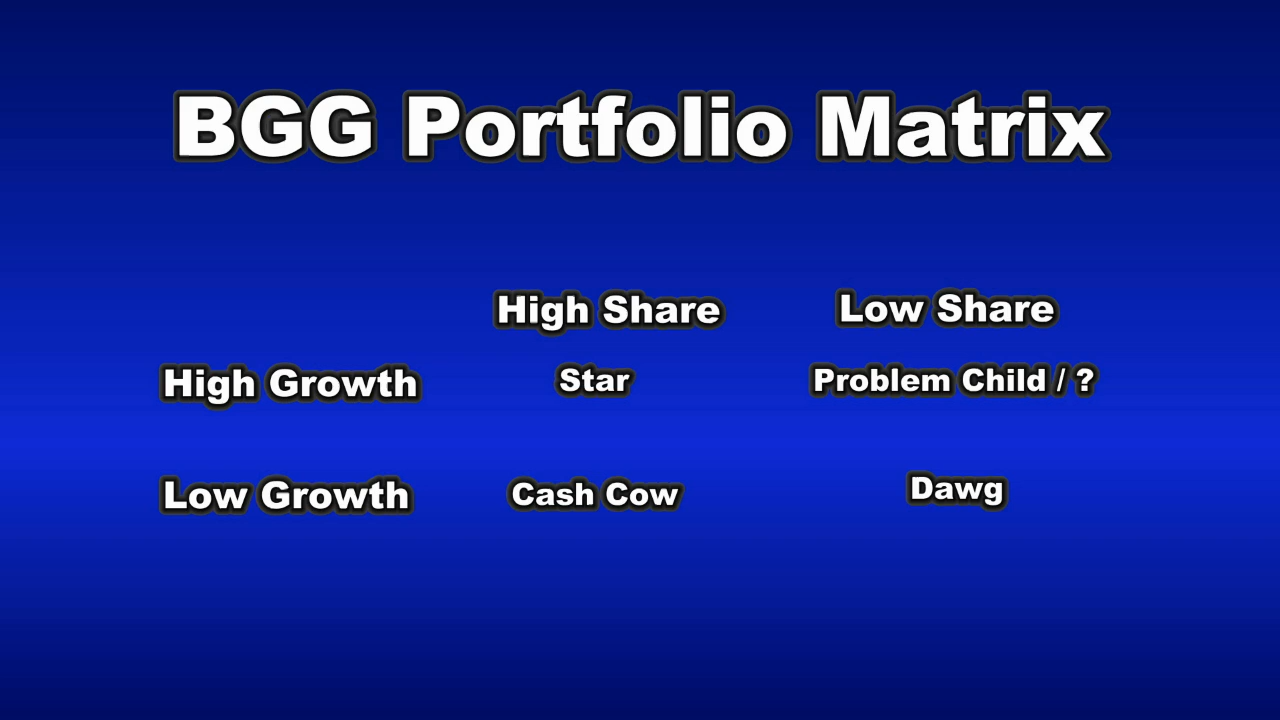 BGG Portfolio Matrix
High Share Low Share
High Growth Star Problem Child / ?
Low Growth Cash Cow Dawg